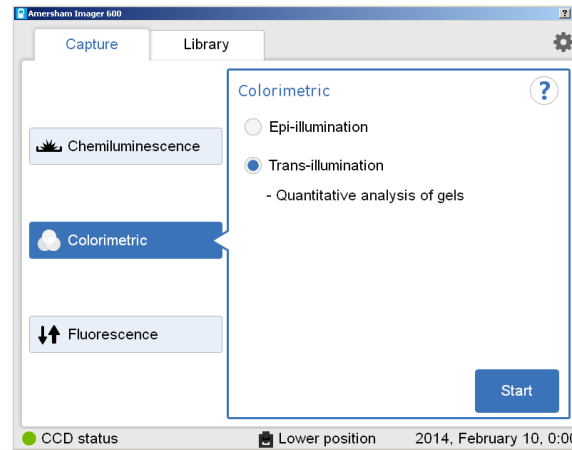 Amersham Imager 600 ?
Capture Library
Colorimetric ?
Epi-illumination
Chemiluminescence
Trans-illumination
- Quantitative analysis of gels
Colorimetric
Fluorescence
Start
CCD status Lower position 2014, February 10, 0:00